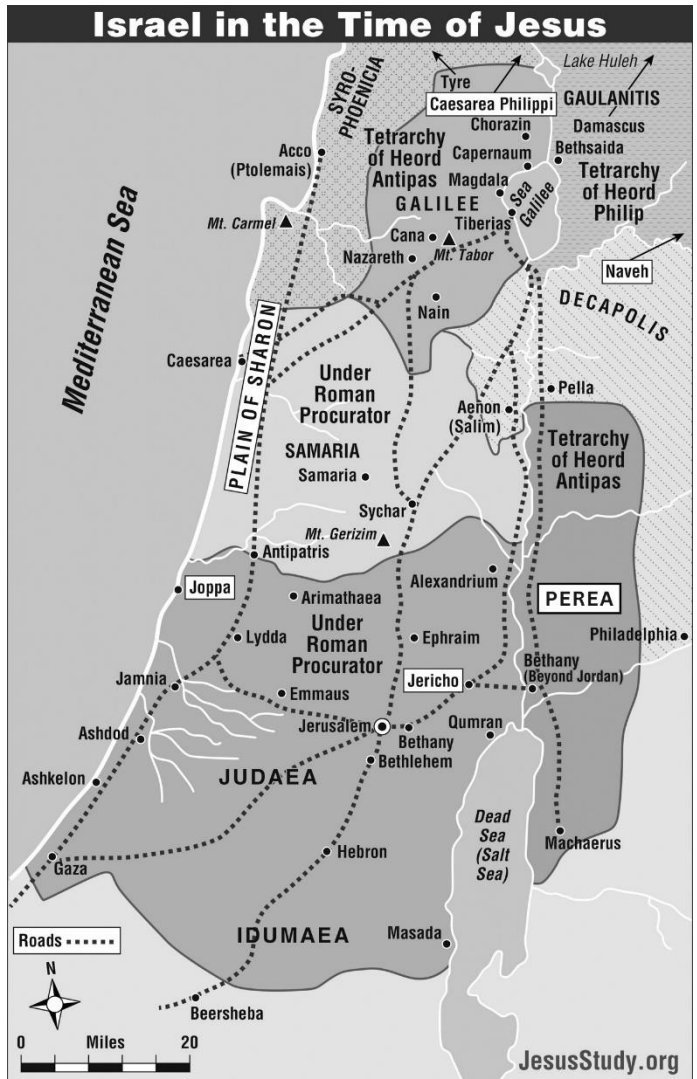 Israel in the Time of Jesus
Lake Huleh
Tyre
SYRO-
PHOENICIA
Caesarea Philippi
GAULANITIS
Chorazin
Damascus
Acco
(Ptolemais)
Tetrarchy
of Heord
Antipas
Capernaum
Bethsaida
Magdala
Tetrarchy
of Heord
Philip
GALILEE
Sea
Galilee
Tiberias
Mt. Carmel
Cana
Mt. Tabor
Nazareth
Naveh
Mediterranean Sea
Nain
DECAPOLIS
PLAIN OF SHARON
Caesarea
Under
Roman
Procurator
Pella
Aenon
(Salim)
SAMARIA
Samaria
Tetrarchy
of Heord
Antipas
Sychar
Mt. Gerizim
Antipatris
Alexandrium
Joppa
Arimathaea
PEREA
Lydda
Under
Roman
Procurator
Ephraim
Philadelphia
Jamnia
Emmaus
Jericho
Bethany
(Beyond Jordan)
Jerusalem
Bethany
Qumran
Ashdod
Bethlehem
Ashkelon
JUDAEA
Dead
Sea
(Salt
Sea)
Machaerus
Gaza
Hebron
IDUMAEA
Masada
Roads
N
Beersheba
0 Miles 20
JesusStudy.org